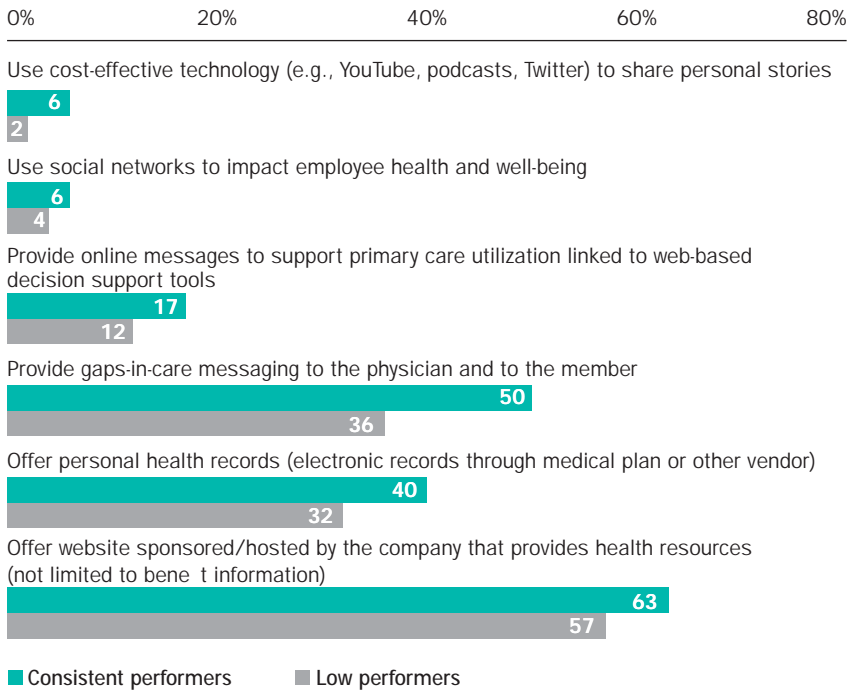 0% 20% 40% 60% 80%
Use cost-effective technology (e.g., YouTube, podcasts, Twitter) to share personal stories
6
2
Use social networks to impact employee health and well-being
6
4
Provide online messages to support primary care utilization linked to web-based
decision support tools
17
12
Provide gaps-in-care messaging to the physician and to the member
50
36
Offer personal health records (electronic records through medical plan or other vendor)
40
32
Offer website sponsored/hosted by the company that provides health resources
(not limited to bene t information)
63
57
Consistent performers Low performers